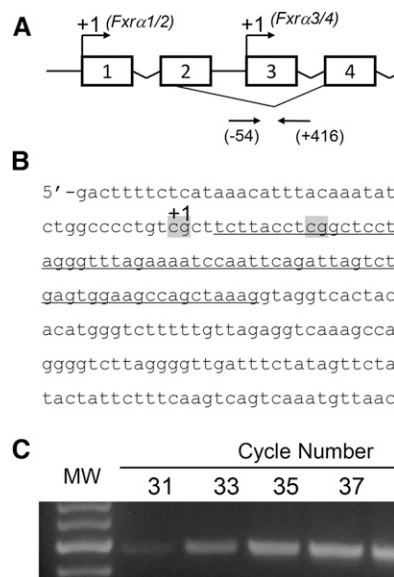 A
+1 (Fxrα1/2)
+1 (Fxrα3/4)
1 2 3 4
(-54) (+416)
B
5'-gacttttctcataaacatttacaaatat
+1
ctggcccctgtcgcttcttacctcggctcct
agggtttagaaaatccaattcagattagtct
gagtggaagccagctaaaggtaggtcactac
acatgggtctttttgttagaggtcaaagcca
ggggtcttaggggttgatttctatagttcta
tactattctttcaagtcagtcaaatgttaac
C
Cycle Number
MW 31 33 35 37